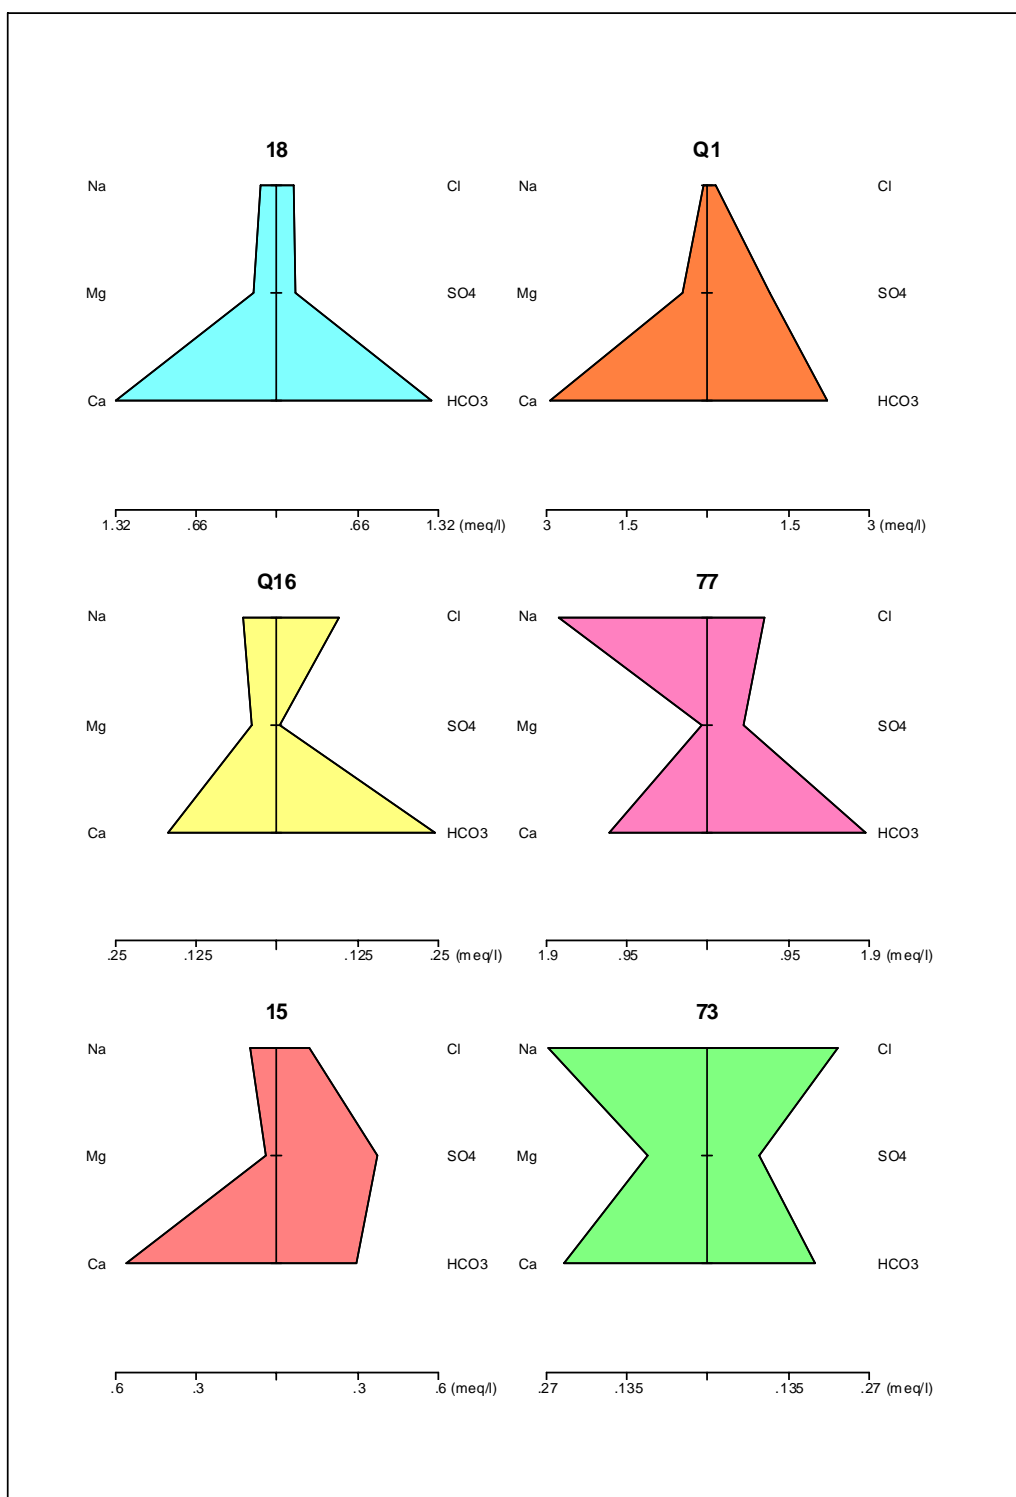 18 Q1
Na Cl Na Cl
Mg SO4 Mg SO4
Ca HCO3 Ca HCO3
1.32 .66 .66 1.32 (meq/l) 3 1.5 1.5 3 (meq/l)
Q16 77
Na Cl Na Cl
Mg SO4 Mg SO4
Ca HCO3 Ca HCO3
.25 .125 .125 .25 (meq/l) 1.9 .95 .95 1.9 (meq/l)
15 73
Na Cl Na Cl
Mg SO4 Mg SO4
Ca HCO3 Ca HCO3
.6 .3 .3 .6 (meq/l) .27 .135 .135 .27 (meq/l)